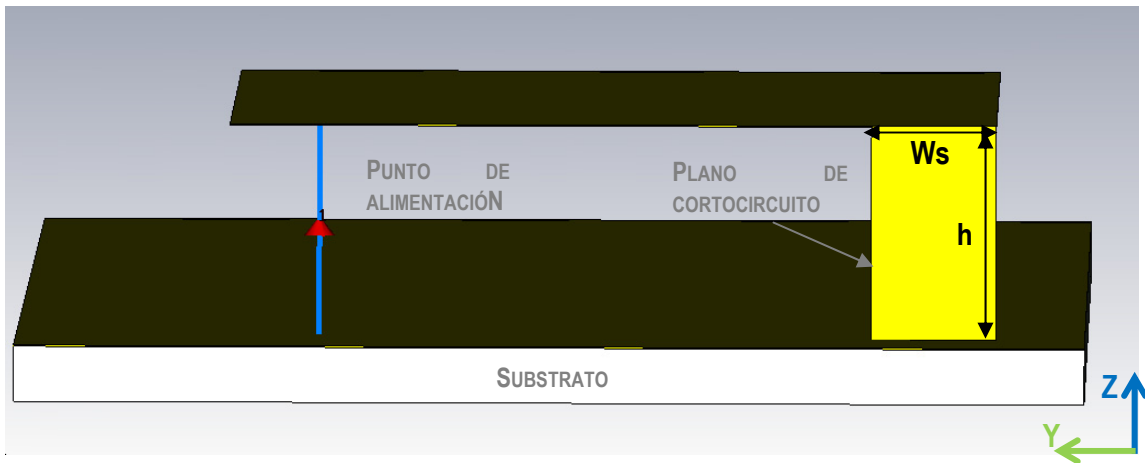 PUNTO DE
ALIMENTACIÓN
PLANO DE
CORTOCIRCUITO
Ws
h
SUBSTRATO
Z
Y